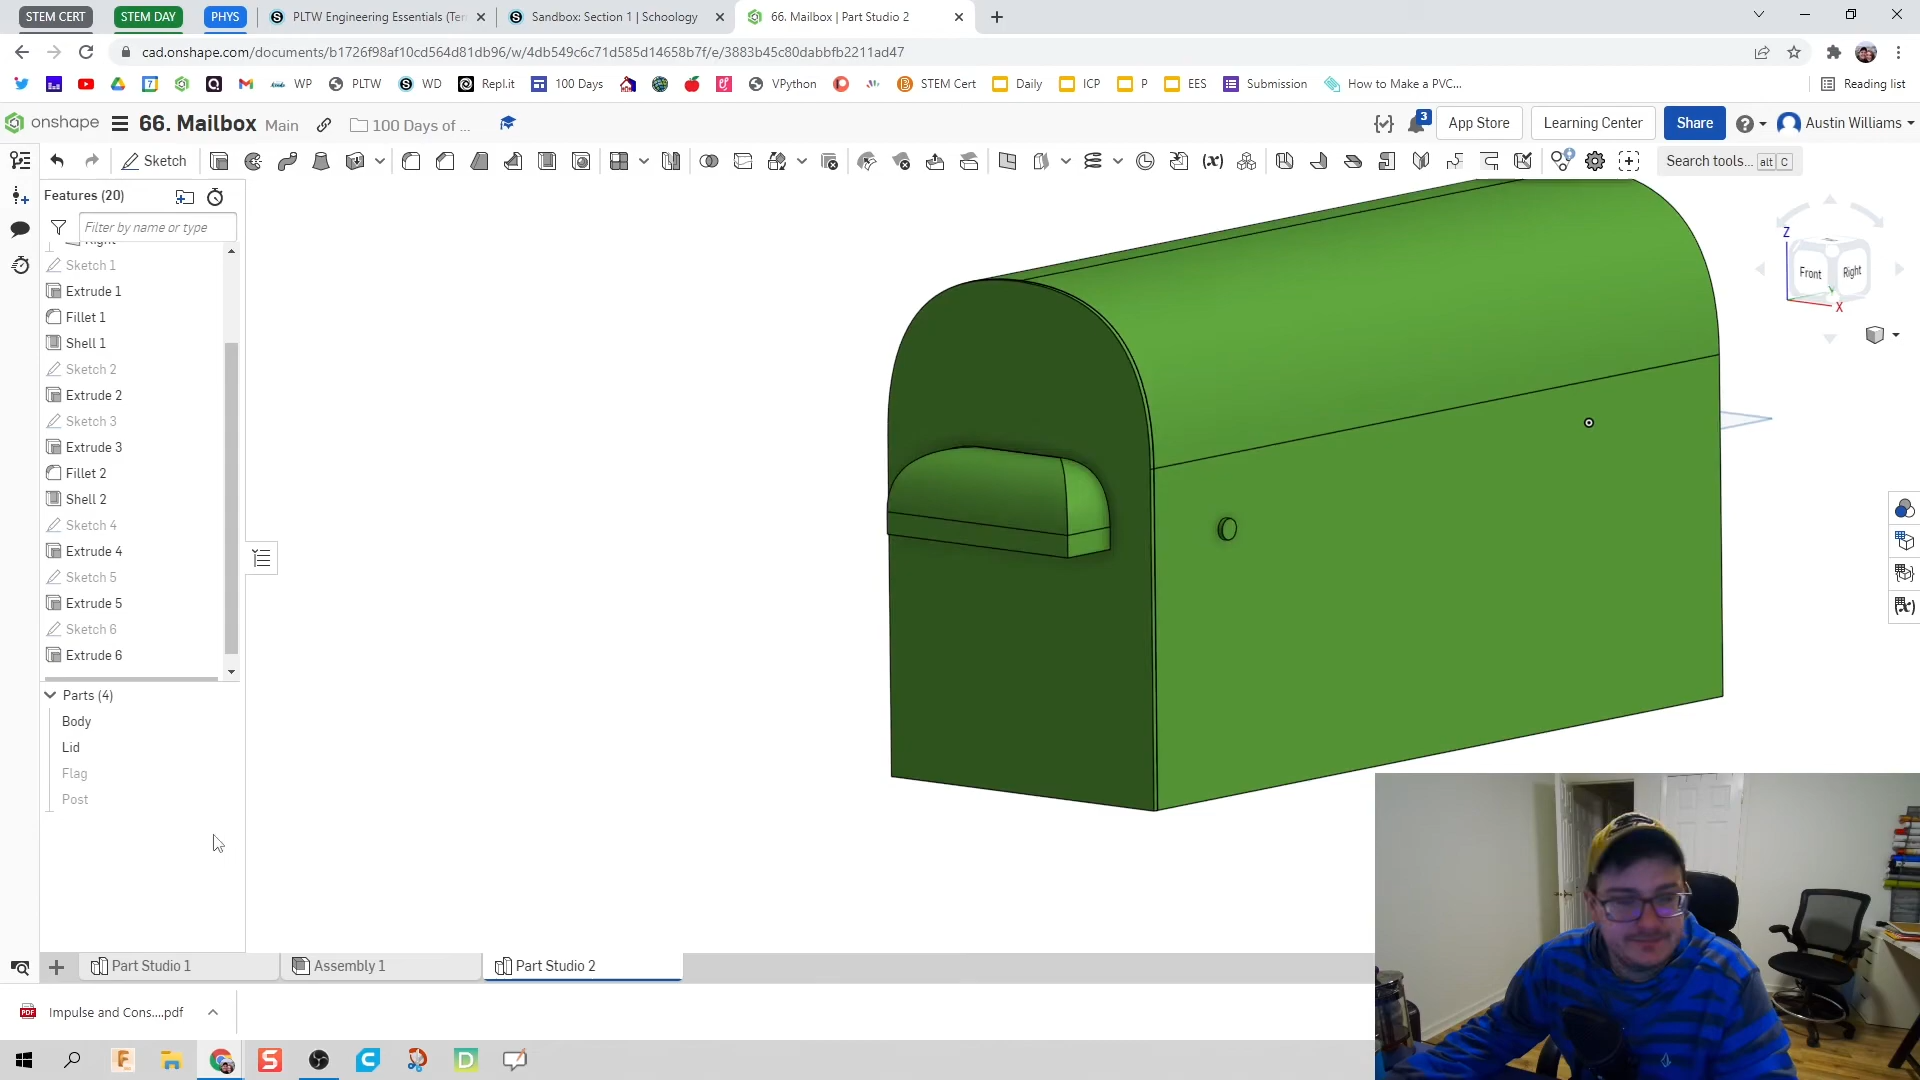 STEM CERT
STEM DAY
PHYS
PLTW Engineering Essentials (Ter
Sandbox: Section 1 | Schoology
66. Mailbox | Part Studio 2
cad.onshape.com/documents/b1726f98af10cd564d81db96/w/4db549c6c71d585d14658b7f/e/3883b45c80dabbfb2211ad47
WP
PLTW
WD
Repl.it
100 Days
VPython
STEM Cert
Daily
ICP
P
EES
Submission
How to Make a PVC...
Reading list
onshape
66. Mailbox Main
100 Days of ...
3
App Store
Learning Center
Share
Austin Williams
Sketch
Search tools... alt C
Features (20)
Filter by name or type
Right
Sketch 1
Extrude 1
Fillet 1
Shell 1
Sketch 2
Extrude 2
Sketch 3
Extrude 3
Fillet 2
Shell 2
Sketch 4
Extrude 4
Sketch 5
Extrude 5
Sketch 6
Extrude 6
Parts (4)
Body
Lid
Flag
Post
Z
Front
Right
X
Part Studio 1
Assembly 1
Part Studio 2
PDF
Impulse and Cons....pdf